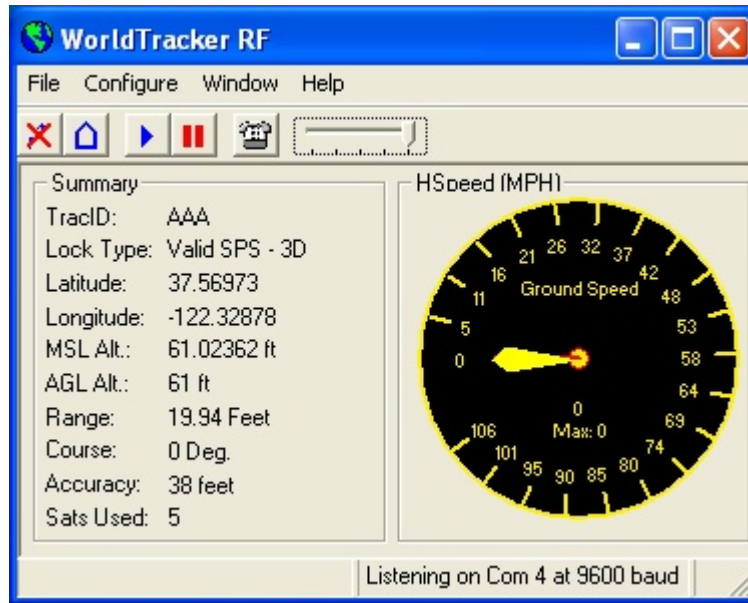 WorldTracker RF
File Configure Window Help
Summary
TracID: AAA
Lock Type: Valid SPS - 3D
Latitude: 37.56973
Longitude: -122.32878
MSL Alt.: 61.02362 ft
AGL Alt.: 61 ft
Range: 19.94 Feet
Course: 0 Deg.
Accuracy: 38 feet
Sats Used: 5
HSpeed (MPH)
0 5 11 16 21 26 32 37 42 48 53 58 64 69 74 80 85 90 95 101 106
Ground Speed
0
Max: 0
Listening on Com 4 at 9600 baud